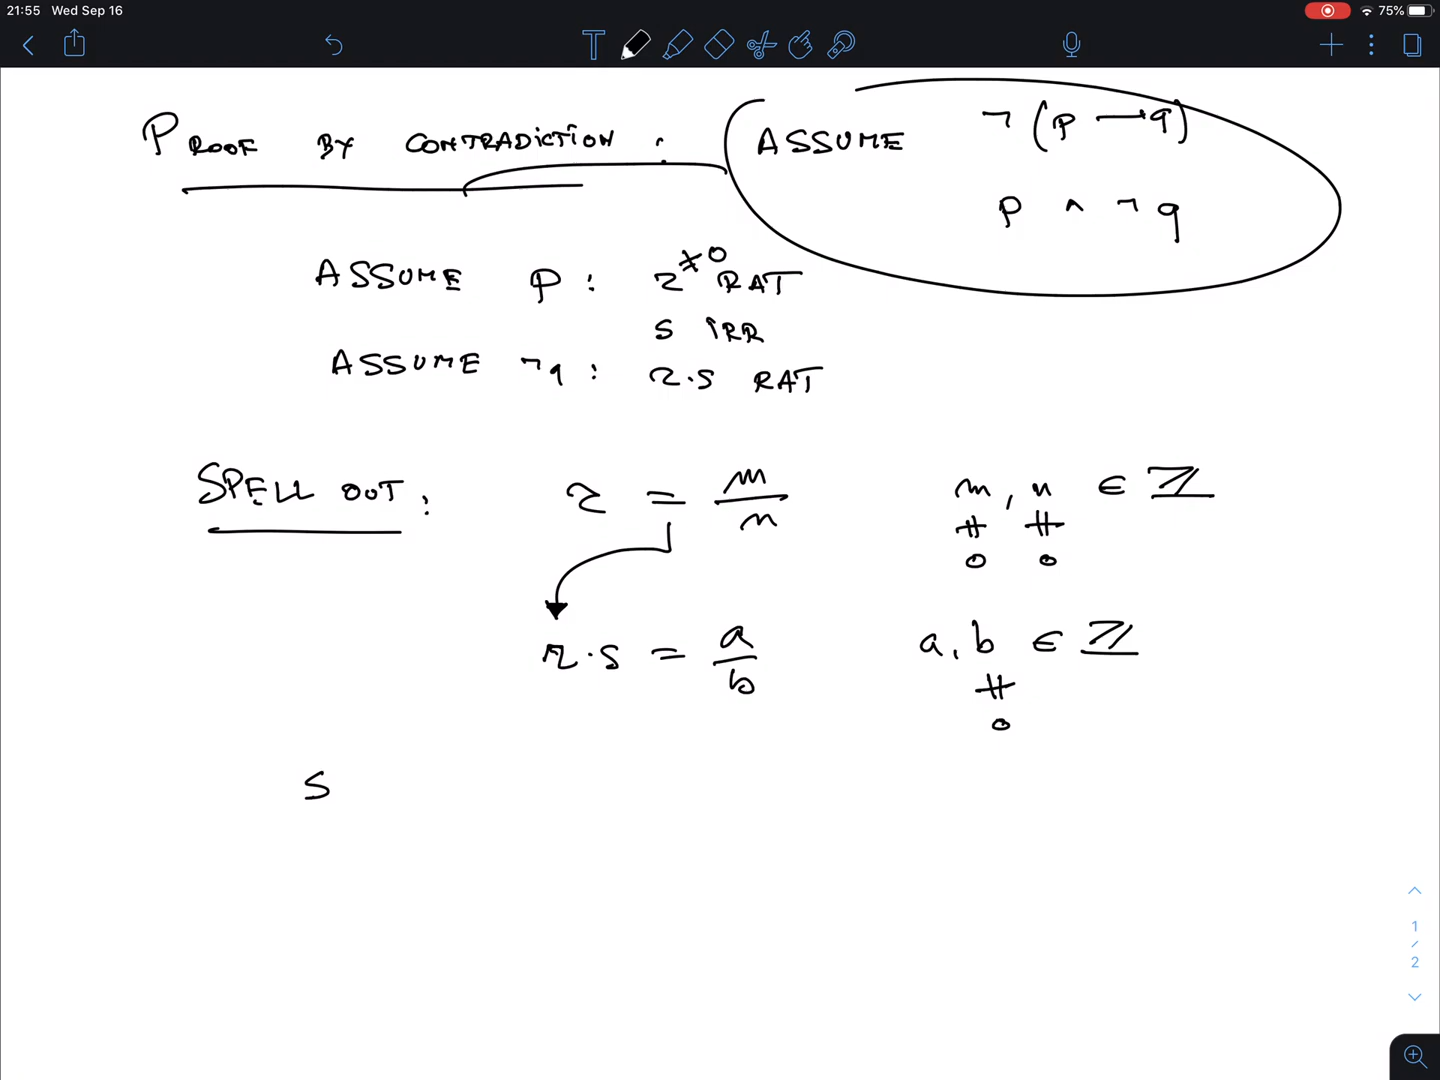 21:55 Wed Sep 16
75%
T
PROOF BY CONTRADICTION : ASSUME ¬(p → q)
p ∧ ¬q
ASSUME p : r ≠ 0 RAT
s IRR
ASSUME ¬q : r·s RAT
SPELL OUT : r = m/n m, n ∈ ℤ
≠ ≠
0 0
r·s = a/b a, b ∈ ℤ
≠
0
s
1
/
2